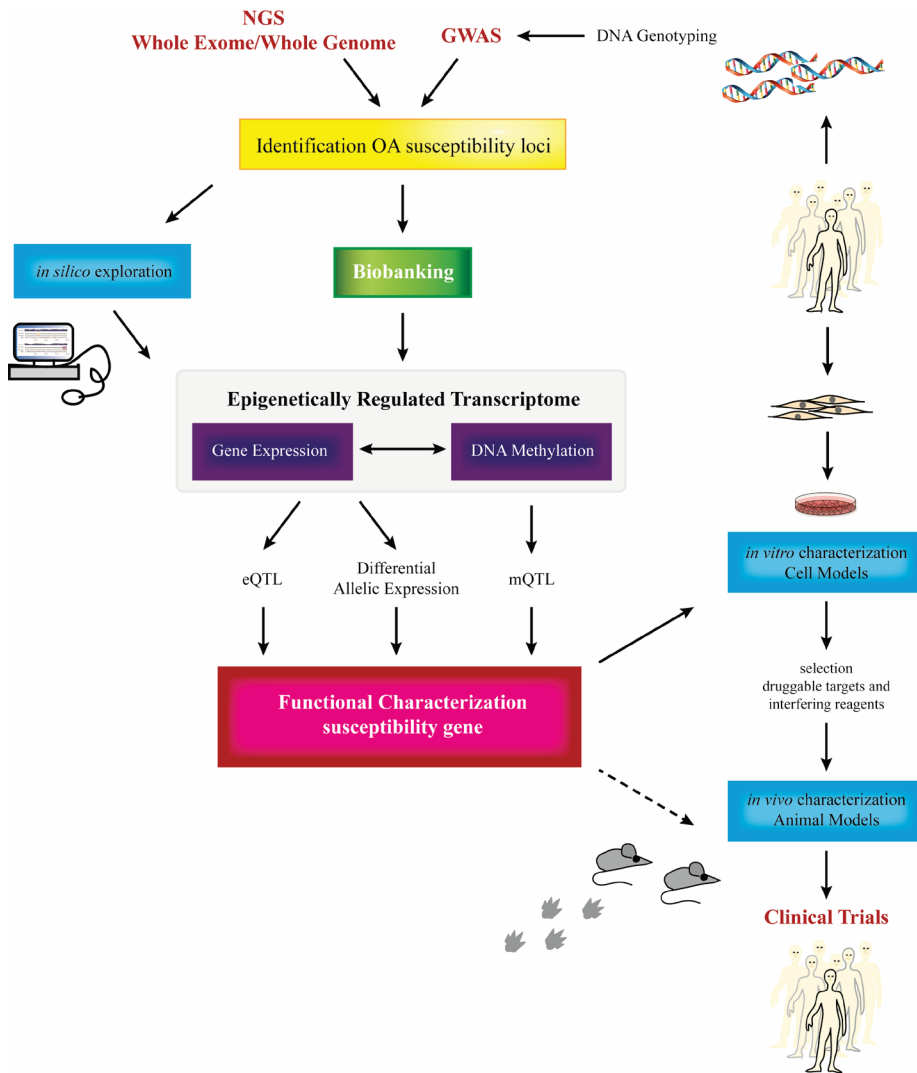 NGS
Whole Exome/Whole Genome
GWAS
DNA Genotyping
Identification OA susceptibility loci
in silico exploration
Biobanking
Epigenetically Regulated Transcriptome
Gene Expression
DNA Methylation
eQTL
Differential
Allelic Expression
mQTL
Functional Characterization
susceptibility gene
in vitro characterization
Cell Models
selection
druggable targets and
interfering reagents
in vivo characterization
Animal Models
Clinical Trials